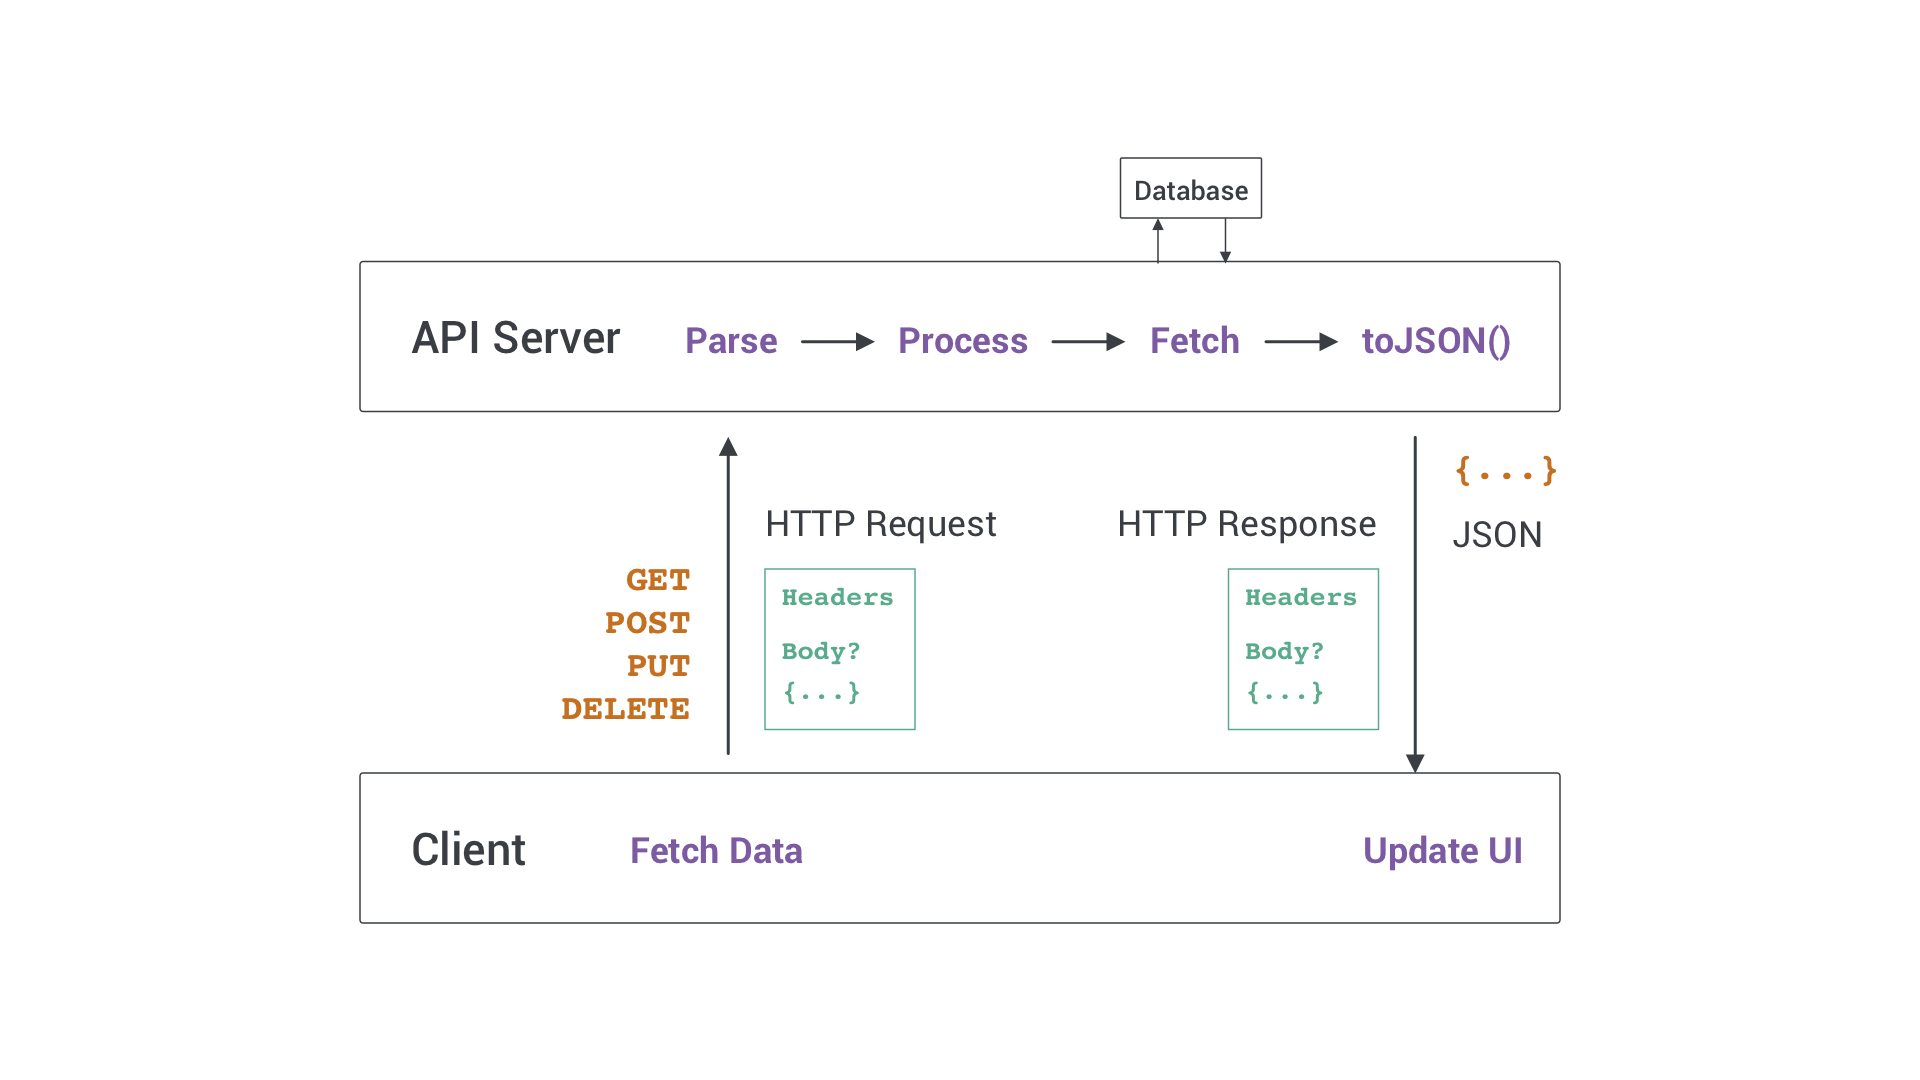 Database
API Server Parse Process Fetch toJSON()
{...}
HTTP Request HTTP Response JSON
GET
POST
PUT
DELETE
Headers
Body?
{...}
Headers
Body?
{...}
Client Fetch Data Update UI